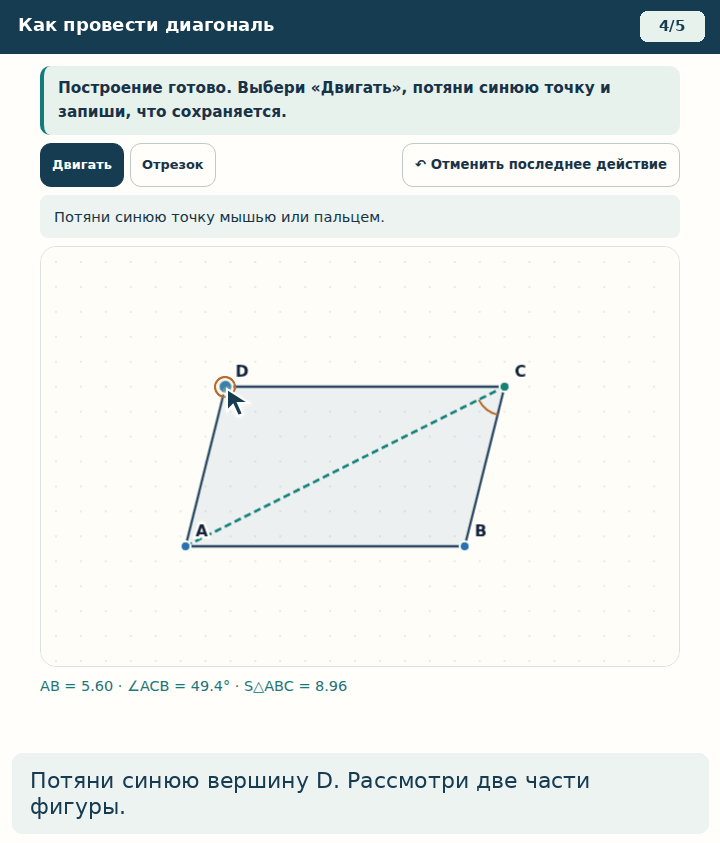 Как провести диагональ
4/5
Построение готово. Выбери «Двигать», потяни синюю точку и
запиши, что сохраняется.
Двигать
Отрезок
↶ Отменить последнее действие
Потяни синюю точку мышью или пальцем.
D
C
A
B
AB = 5.60 · ∠ACB = 49.4° · S△ABC = 8.96
Потяни синюю вершину D. Рассмотри две части
фигуры.